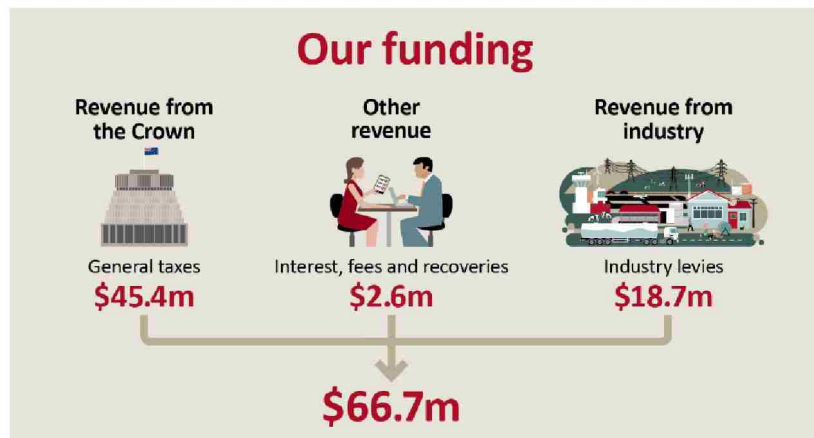 Our funding
Revenue from
the Crown
General taxes
$45.4m
Other
revenue
Interest, fees and recoveries
$2.6m
Revenue from
industry
Industry levies
$18.7m
$66.7m